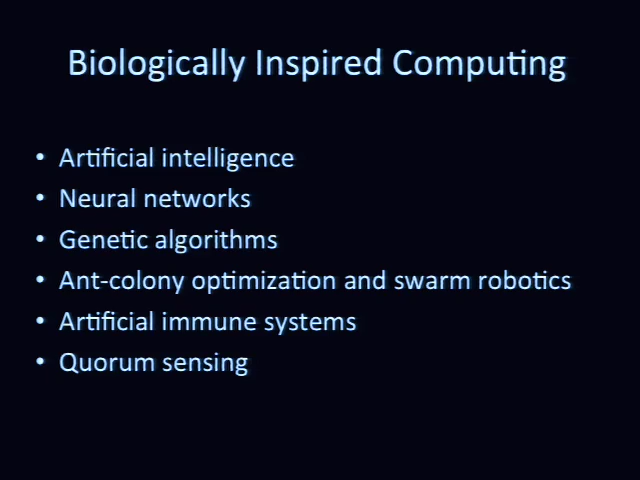 Biologically Inspired Computing
• Artificial intelligence
• Neural networks
• Genetic algorithms
• Ant-colony optimization and swarm robotics
• Artificial immune systems
• Quorum sensing